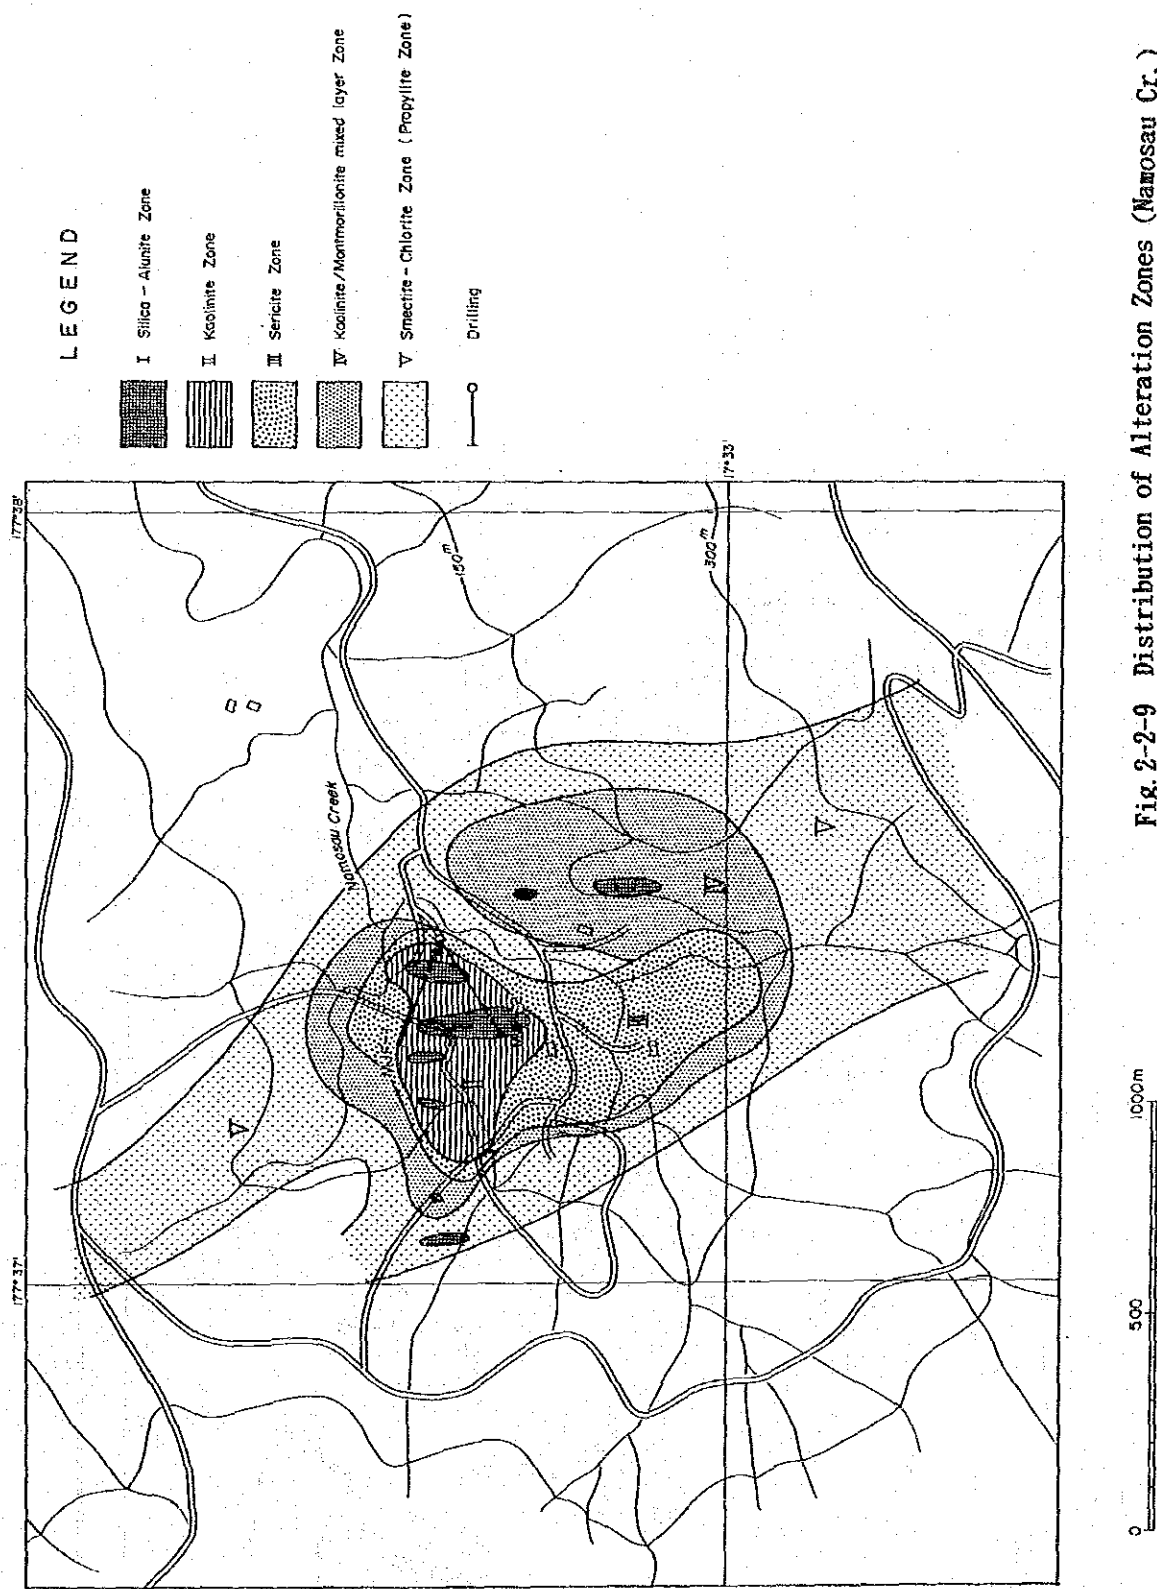 LEGEND
I Silica - Alunite Zone
II Kaolinite Zone
III Sericite Zone
IV Kaolinite/Montmorillonite mixed layer Zone
V Smectite - Chlorite Zone ( Propylite Zone)
Drilling
177°37'
177°38'
17°33'
Namosau Creek
150m
300m
V
II
III
IV
V
0 500 1000m
Fig. 2-2-9 Distribution of Alteration Zones (Namosau Cr.)